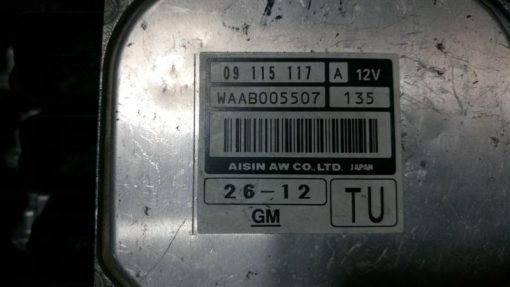 09 115 117 A 12V
WAAB005507 135
AISIN AW CO., LTD. JAPAN
26-12
GM
TU